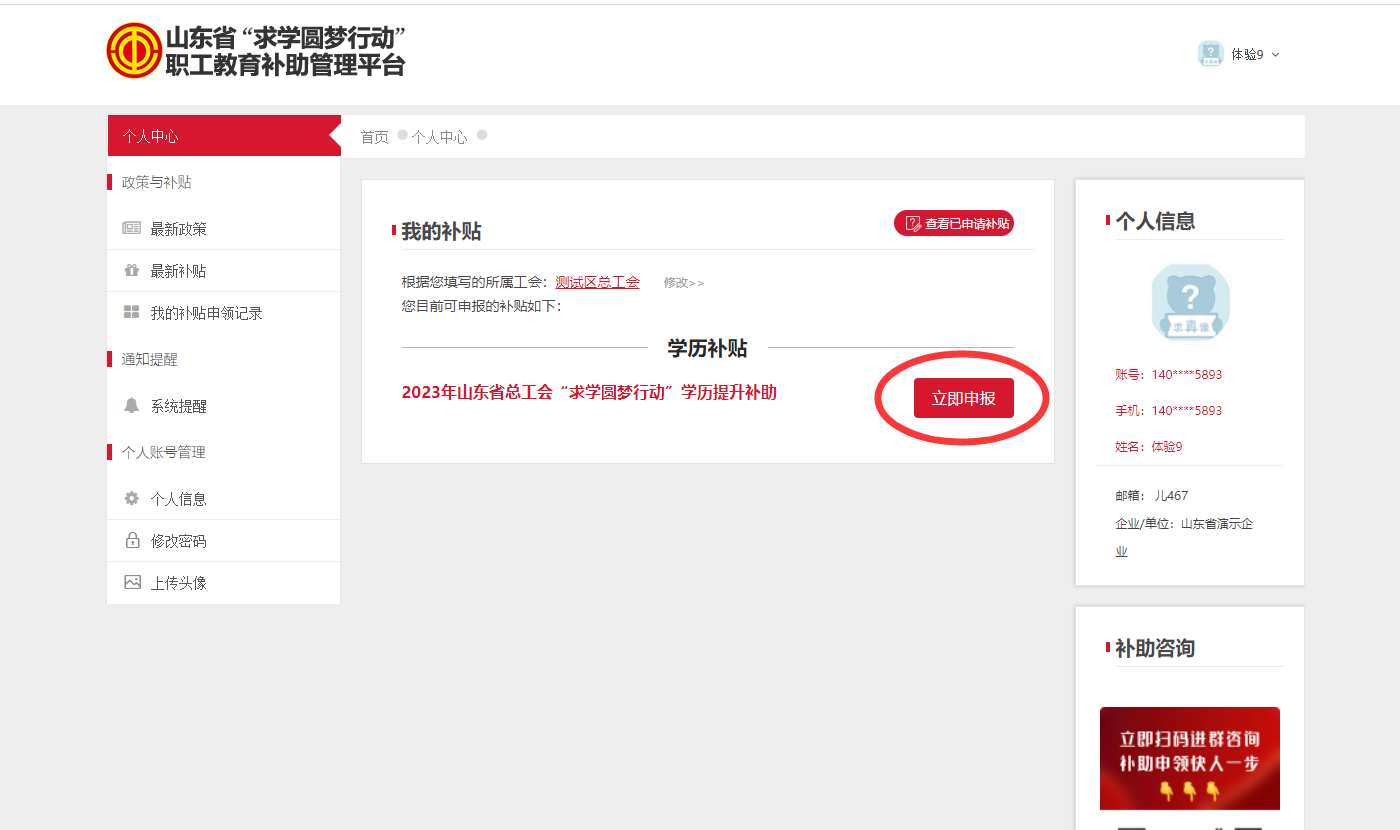 山东省“求学圆梦行动”
职工教育补助管理平台
体验9
个人中心
首页 个人中心
政策与补贴
最新政策
最新补贴
我的补贴申领记录
通知提醒
系统提醒
个人账号管理
个人信息
修改密码
上传头像
我的补贴
查看已申请补贴
根据您填写的所属工会：测试区总工会 修改>>
您目前可申报的补贴如下：
学历补贴
2023年山东省总工会“求学圆梦行动”学历提升补助
立即申报
个人信息
?
求真像
账号：140****5893
手机：140****5893
姓名：体验9
邮箱： 儿467
企业/单位：山东省演示企
业
补助咨询
立即扫码进群咨询
补助申领快人一步